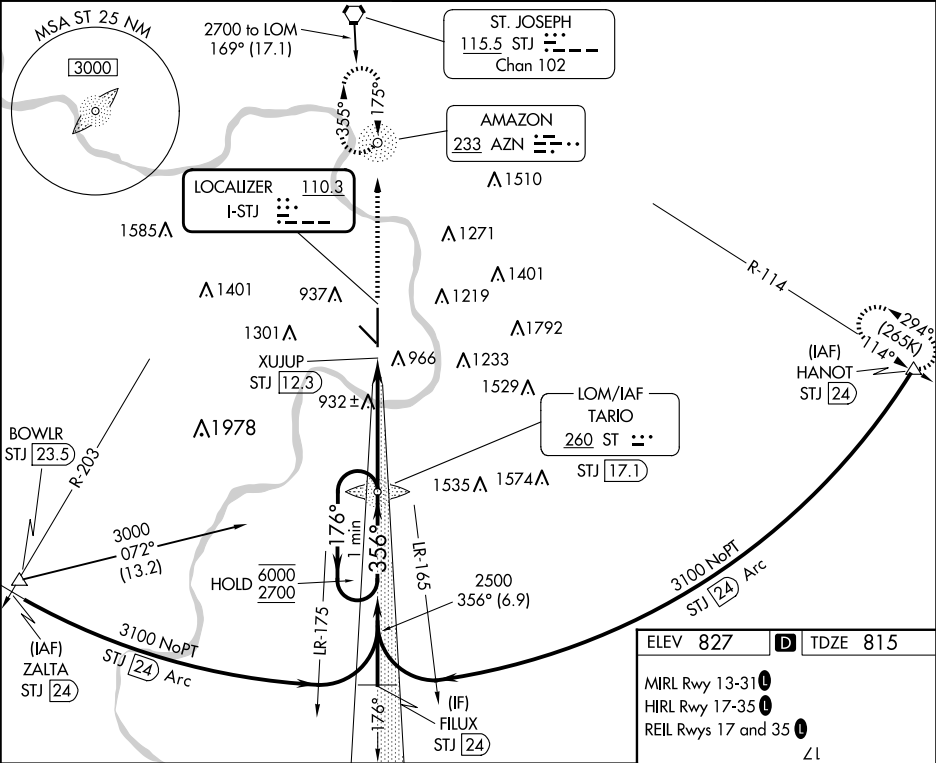 MSA ST 25 NM
3000
2700 to LOM
169° (17.1)
ST. JOSEPH
115.5 STJ
Chan 102
355°
175°
AMAZON
233 AZN
LOCALIZER 110.3
I-STJ
1510
1585
1271
1401
937
1219
1401
R-114
1301
1792
294°
(265K)
114°
XUJUP
STJ 12.3
966
1233
(IAF)
HANOT
STJ 24
1529
932±
LOM/IAF
TARIO
260 ST
STJ 17.1
1978
BOWLR
STJ 23.5
R-203
1535
1574
176°
1 min
356°
3000
072°
(13.2)
HOLD 6000
2700
LR-175
LR-165
2500
356° (6.9)
3100 NoPT
STJ 24 Arc
3100 NoPT
STJ 24 Arc
(IAF)
ZALTA
STJ 24
176°
(IF)
FILUX
STJ 24
ELEV 827 D TDZE 815
MIRL Rwy 13-31 L
HIRL Rwy 17-35 L
REIL Rwys 17 and 35 L
17